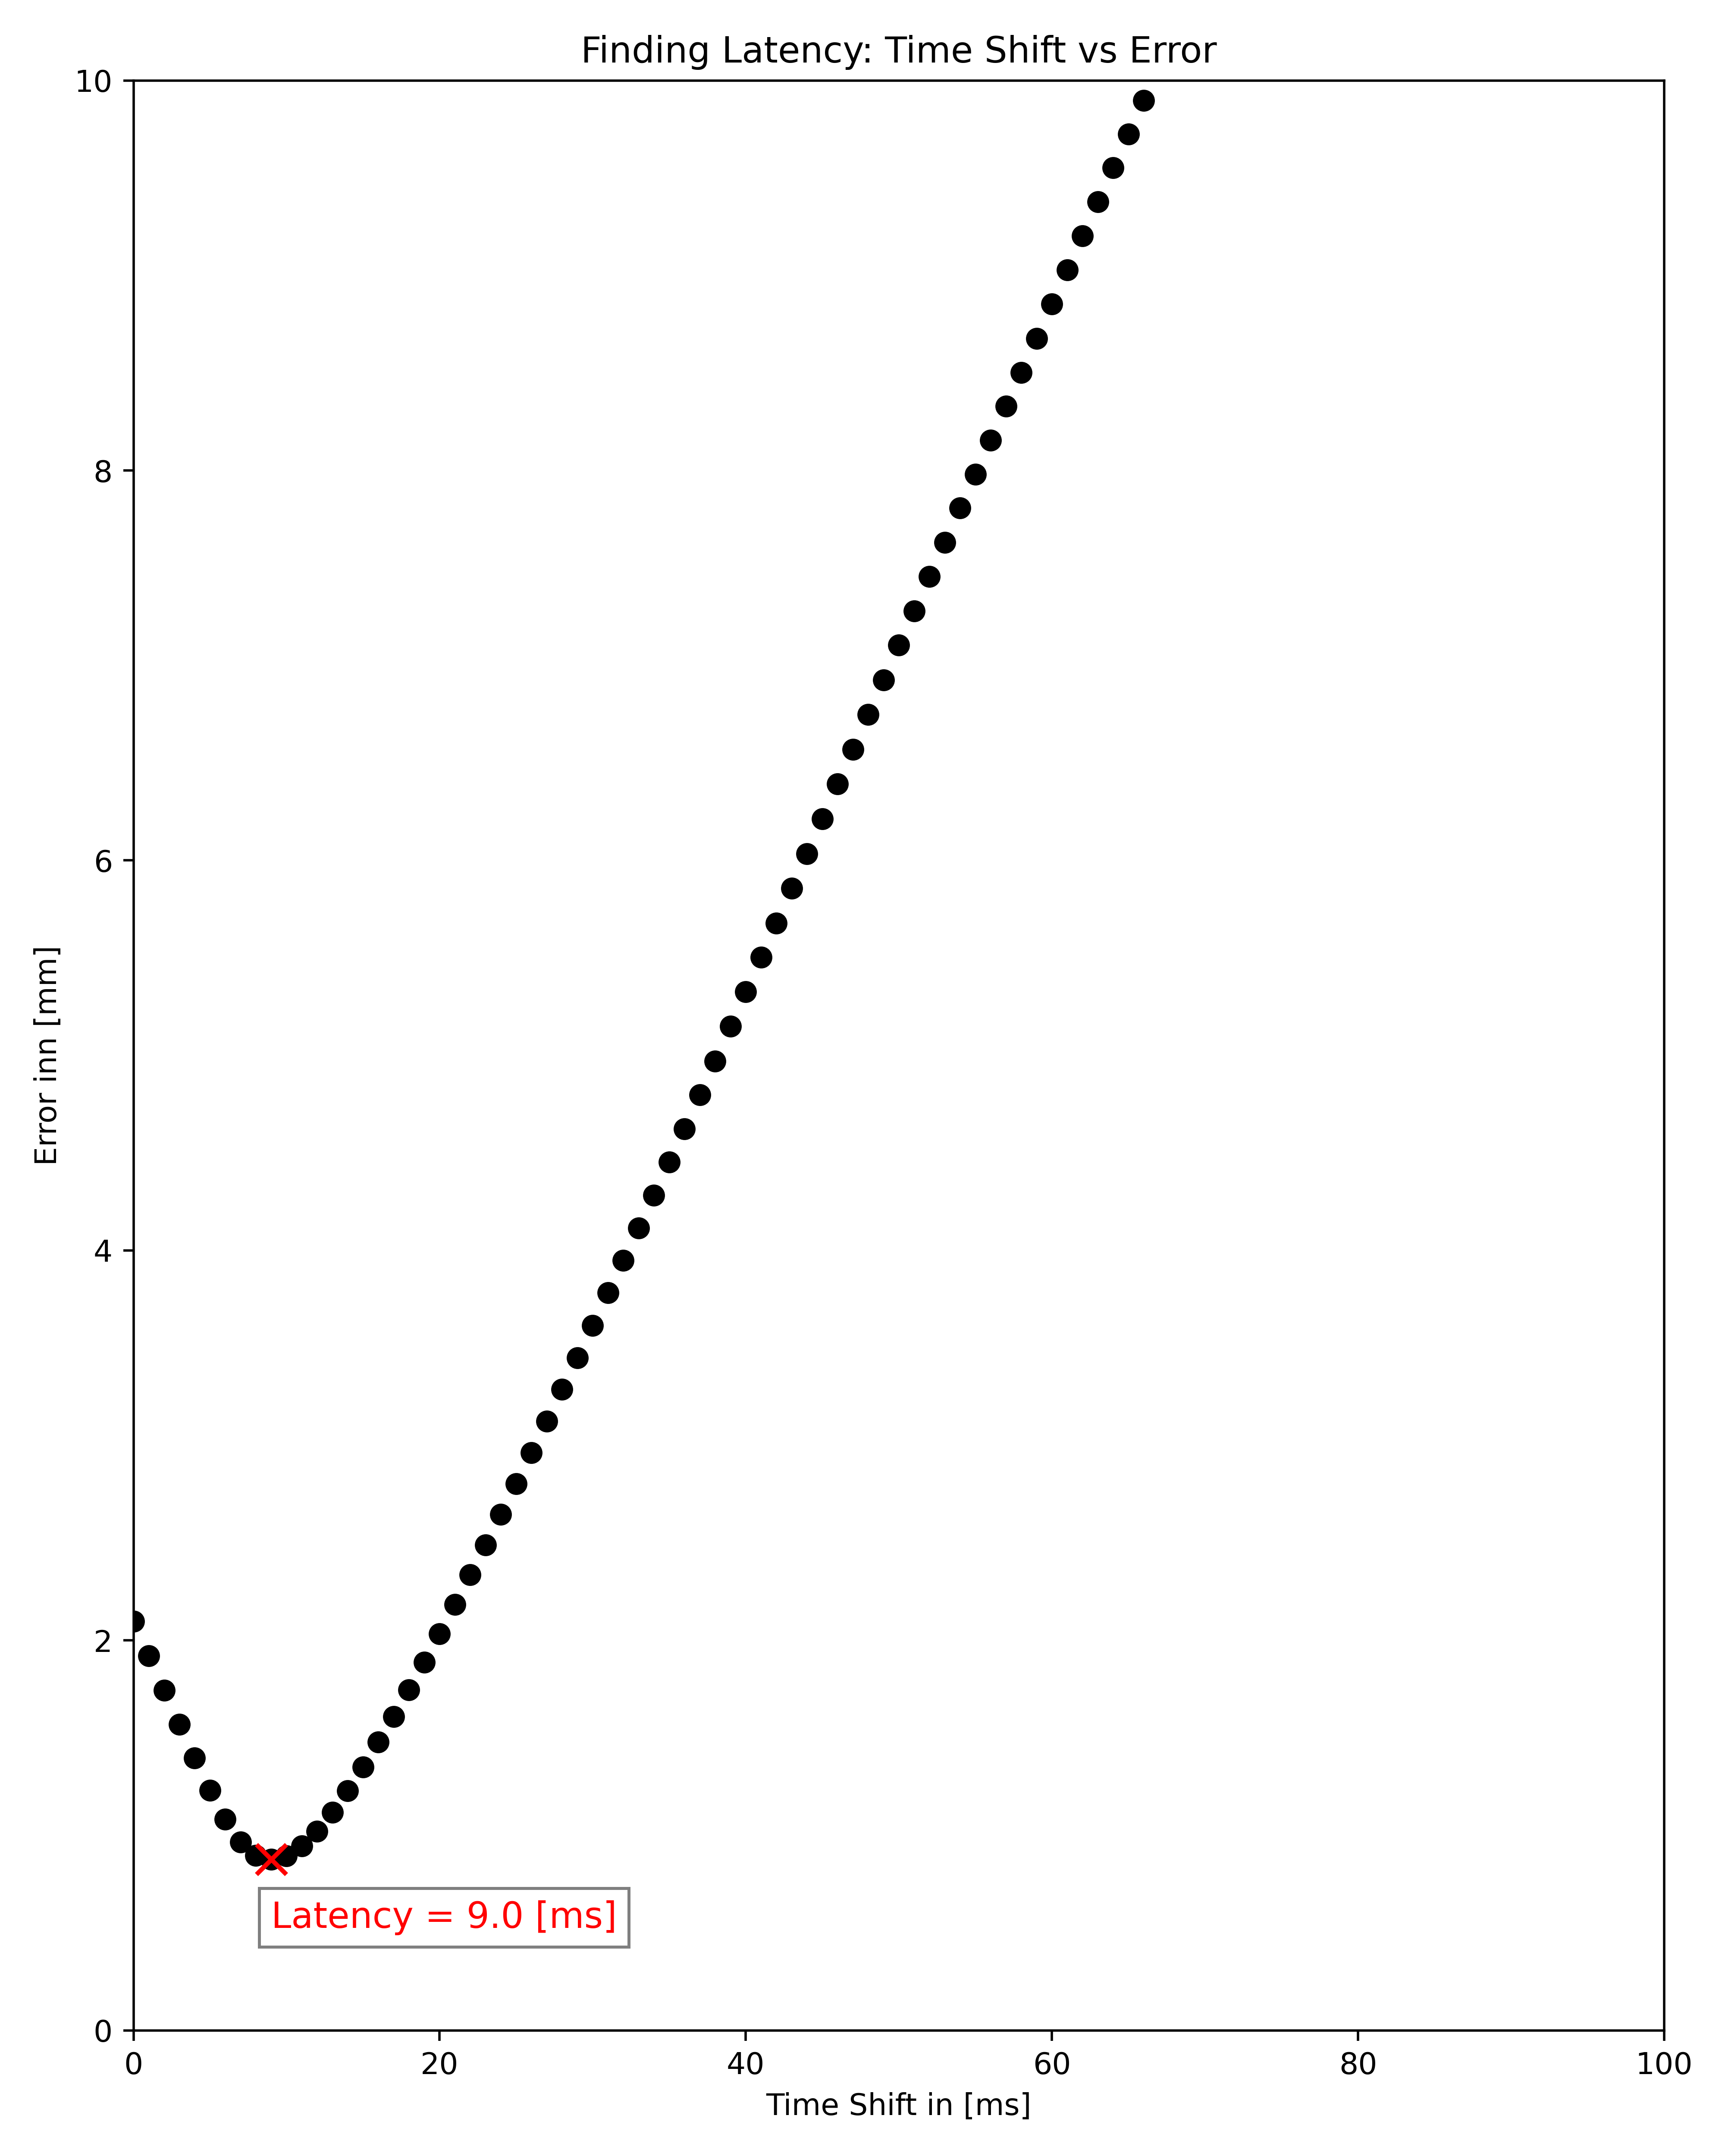 Finding Latency: Time Shift vs Error
10
8
6
4
2
0
Error inn [mm]
Latency = 9.0 [ms]
0 20 40 60 80 100
Time Shift in [ms]